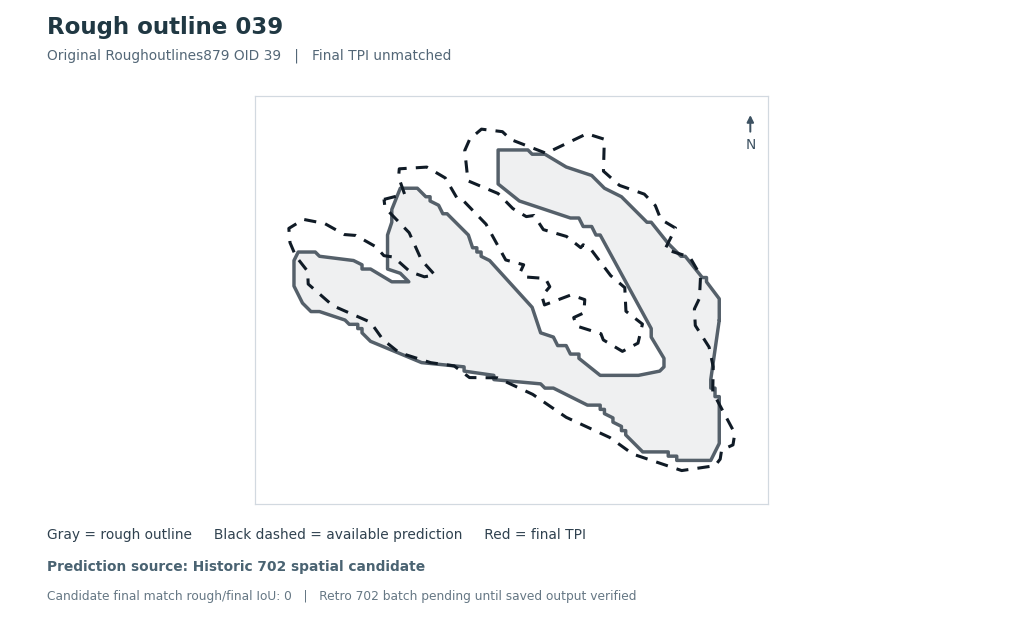 Rough outline 039
Original Roughoutlines879 OID 39   |   Final TPI unmatched
N
Gray = rough outline     Black dashed = available prediction     Red = final TPI
Prediction source: Historic 702 spatial candidate
Candidate final match rough/final IoU: 0   |   Retro 702 batch pending until saved output verified